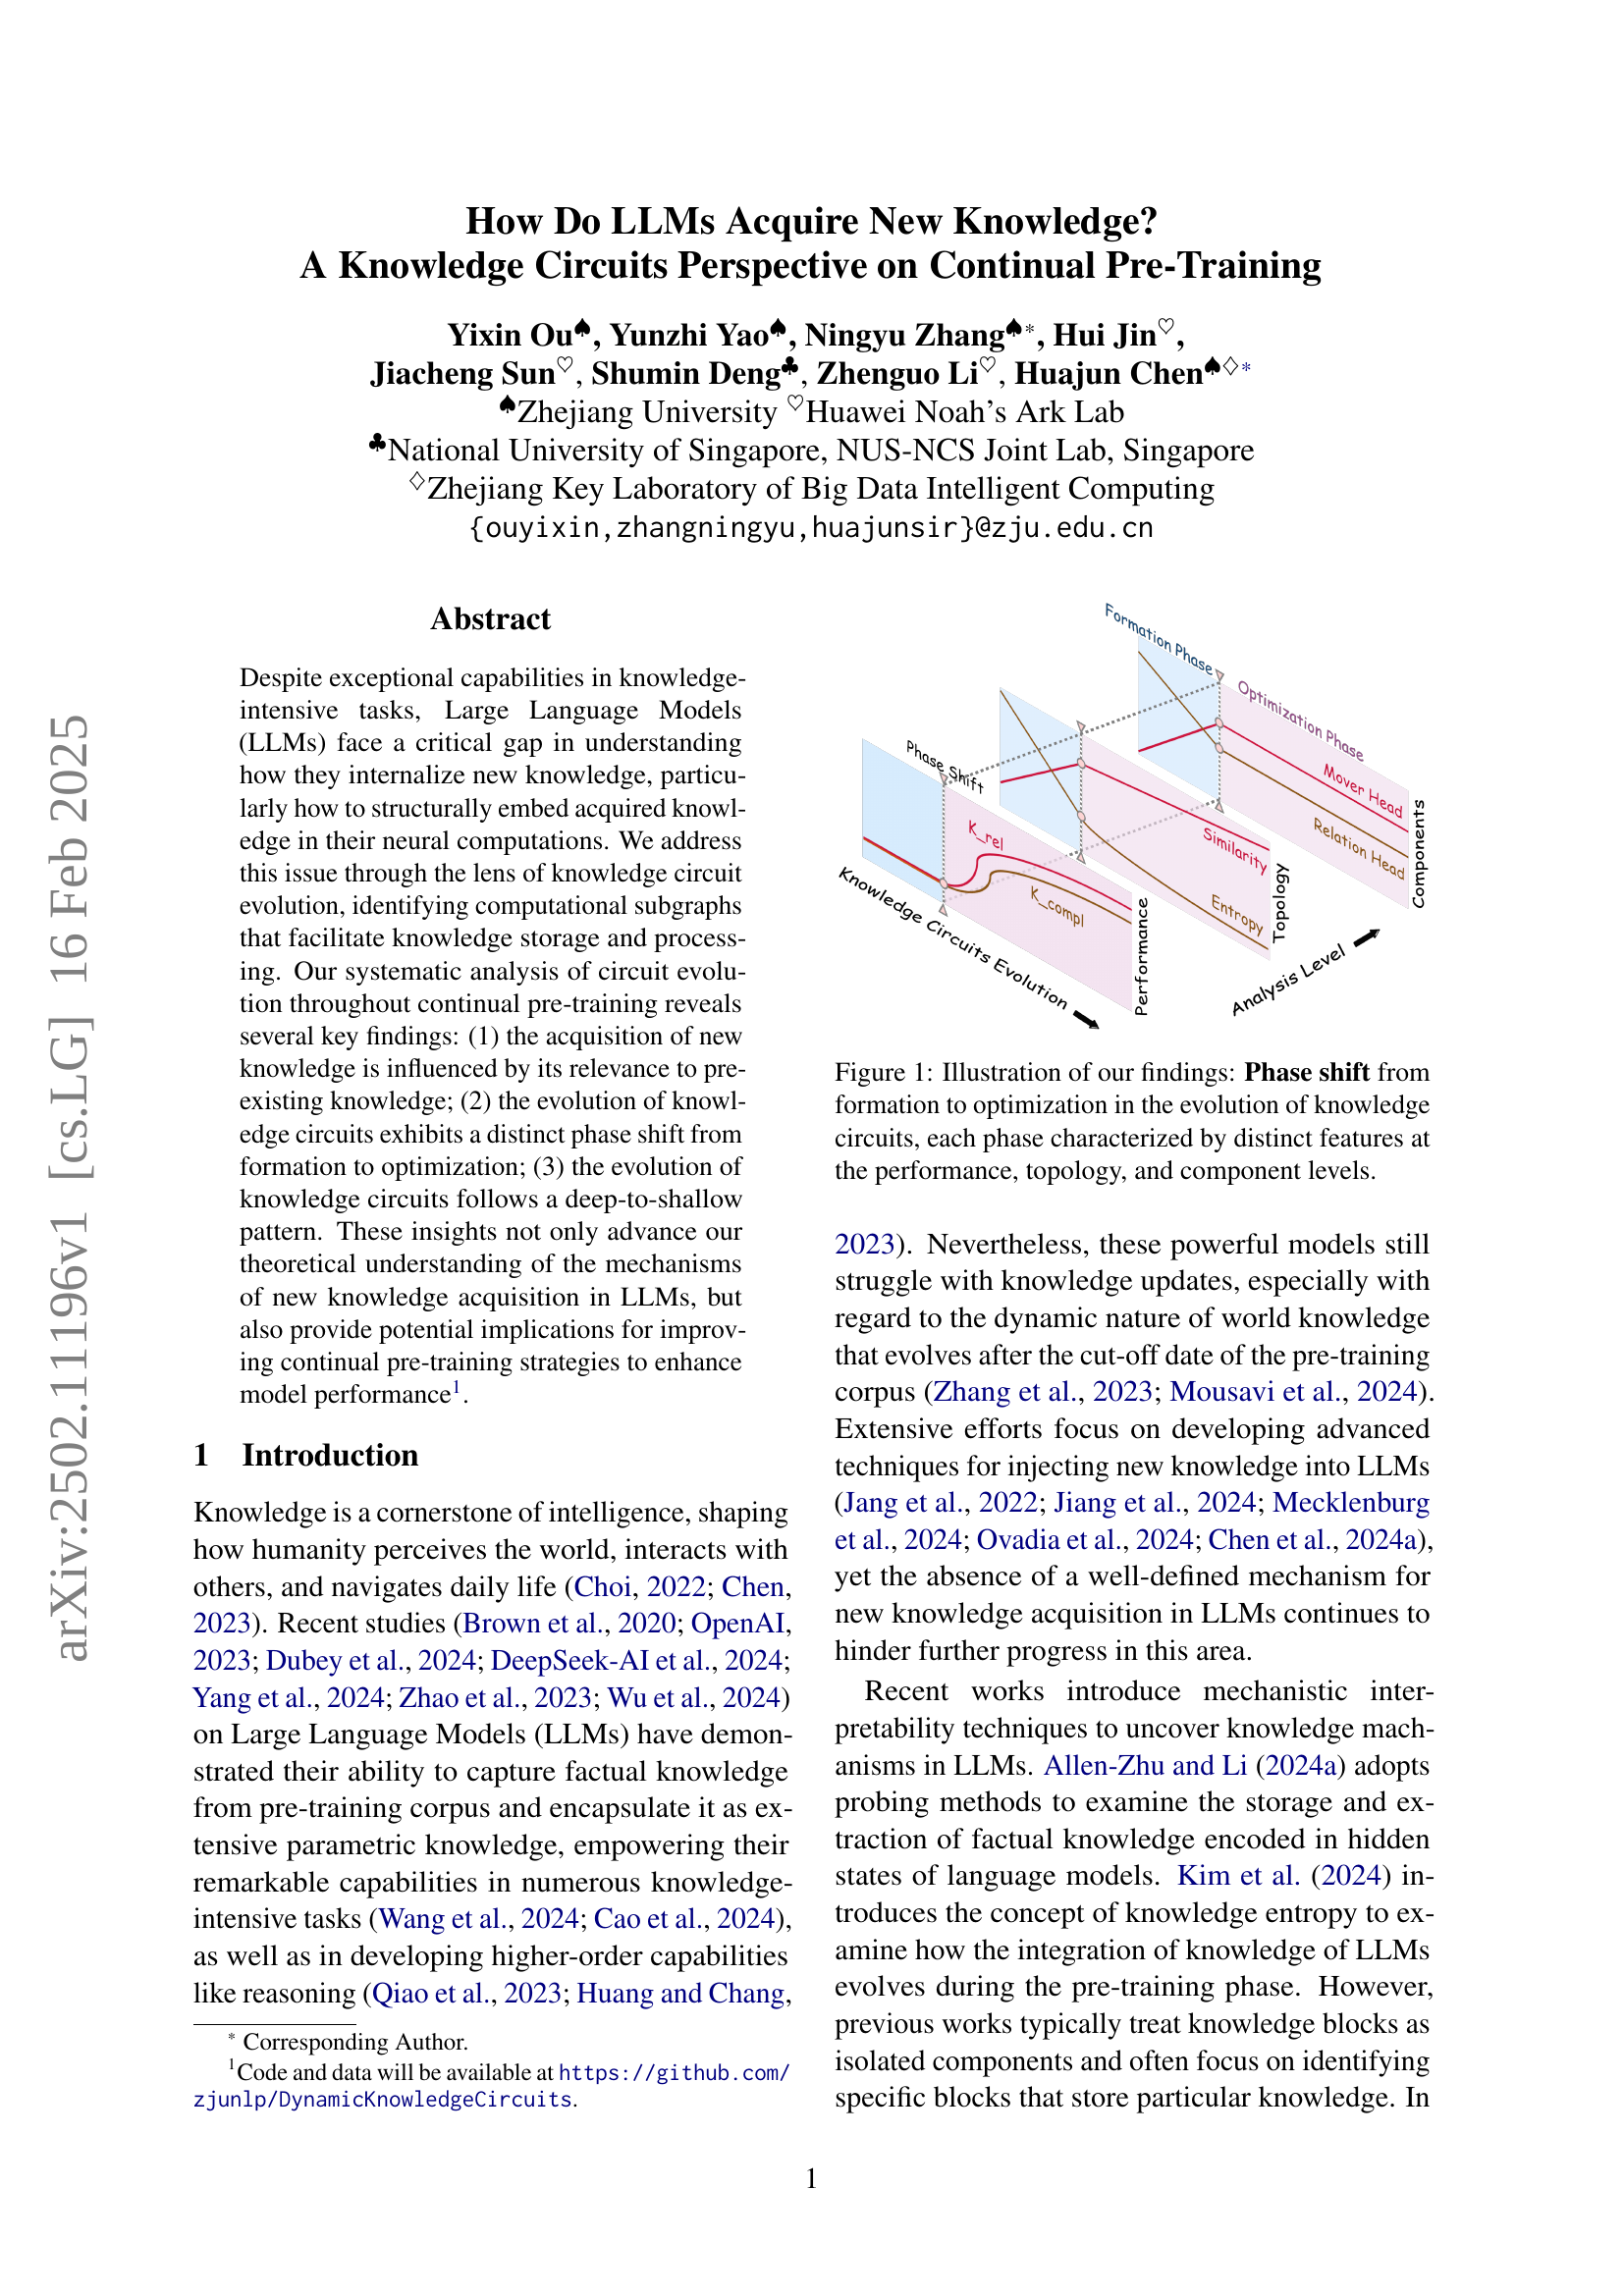 arXiv:2502.11196v1 [cs.LG] 16 Feb 2025
How Do LLMs Acquire New Knowledge?
A Knowledge Circuits Perspective on Continual Pre-Training
Yixin Ou♠, Yunzhi Yao♠, Ningyu Zhang♠*, Hui Jin♡,
Jiacheng Sun♡, Shumin Deng♣, Zhenguo Li♡, Huajun Chen♠♢*
♠Zhejiang University ♡Huawei Noah's Ark Lab
♣National University of Singapore, NUS-NCS Joint Lab, Singapore
♢Zhejiang Key Laboratory of Big Data Intelligent Computing
{ouyixin,zhangningyu,huajunsir}@zju.edu.cn
Abstract
Despite exceptional capabilities in knowledge-
intensive tasks, Large Language Models
(LLMs) face a critical gap in understanding
how they internalize new knowledge, particu-
larly how to structurally embed acquired knowl-
edge in their neural computations. We address
this issue through the lens of knowledge circuit
evolution, identifying computational subgraphs
that facilitate knowledge storage and process-
ing. Our systematic analysis of circuit evolu-
tion throughout continual pre-training reveals
several key findings: (1) the acquisition of new
knowledge is influenced by its relevance to pre-
existing knowledge; (2) the evolution of knowl-
edge circuits exhibits a distinct phase shift from
formation to optimization; (3) the evolution of
knowledge circuits follows a deep-to-shallow
pattern. These insights not only advance our
theoretical understanding of the mechanisms
of new knowledge acquisition in LLMs, but
also provide potential implications for improv-
ing continual pre-training strategies to enhance
model performance1.
1 Introduction
Knowledge is a cornerstone of intelligence, shaping
how humanity perceives the world, interacts with
others, and navigates daily life (Choi, 2022; Chen,
2023). Recent studies (Brown et al., 2020; OpenAI,
2023; Dubey et al., 2024; DeepSeek-AI et al., 2024;
Yang et al., 2024; Zhao et al., 2023; Wu et al., 2024)
on Large Language Models (LLMs) have demon-
strated their ability to capture factual knowledge
from pre-training corpus and encapsulate it as ex-
tensive parametric knowledge, empowering their
remarkable capabilities in numerous knowledge-
intensive tasks (Wang et al., 2024; Cao et al., 2024),
as well as in developing higher-order capabilities
like reasoning (Qiao et al., 2023; Huang and Chang,
* Corresponding Author.
1Code and data will be available at https://github.com/
zjunlp/DynamicKnowledgeCircuits.
Formation Phase
Optimization Phase
Phase Shift
Mover Head
Relation Head
Components
K_rel
K_compl
Similarity
Entropy
Topology
Performance
Knowledge Circuits Evolution
Analysis Level
Figure 1: Illustration of our findings: Phase shift from
formation to optimization in the evolution of knowledge
circuits, each phase characterized by distinct features at
the performance, topology, and component levels.
2023). Nevertheless, these powerful models still
struggle with knowledge updates, especially with
regard to the dynamic nature of world knowledge
that evolves after the cut-off date of the pre-training
corpus (Zhang et al., 2023; Mousavi et al., 2024).
Extensive efforts focus on developing advanced
techniques for injecting new knowledge into LLMs
(Jang et al., 2022; Jiang et al., 2024; Mecklenburg
et al., 2024; Ovadia et al., 2024; Chen et al., 2024a),
yet the absence of a well-defined mechanism for
new knowledge acquisition in LLMs continues to
hinder further progress in this area.
Recent works introduce mechanistic inter-
pretability techniques to uncover knowledge mech-
anisms in LLMs. Allen-Zhu and Li (2024a) adopts
probing methods to examine the storage and ex-
traction of factual knowledge encoded in hidden
states of language models. Kim et al. (2024) in-
troduces the concept of knowledge entropy to ex-
amine how the integration of knowledge of LLMs
evolves during the pre-training phase. However,
previous works typically treat knowledge blocks as
isolated components and often focus on identifying
specific blocks that store particular knowledge. In
1